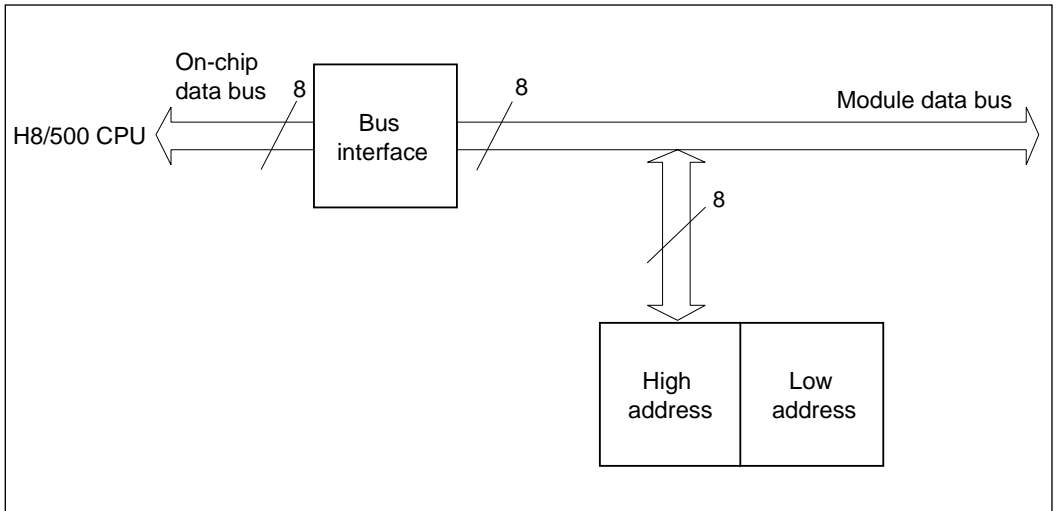 On-chip
data bus
8
8
Module data bus
H8/500 CPU
Bus
interface
8
High
address
Low
address